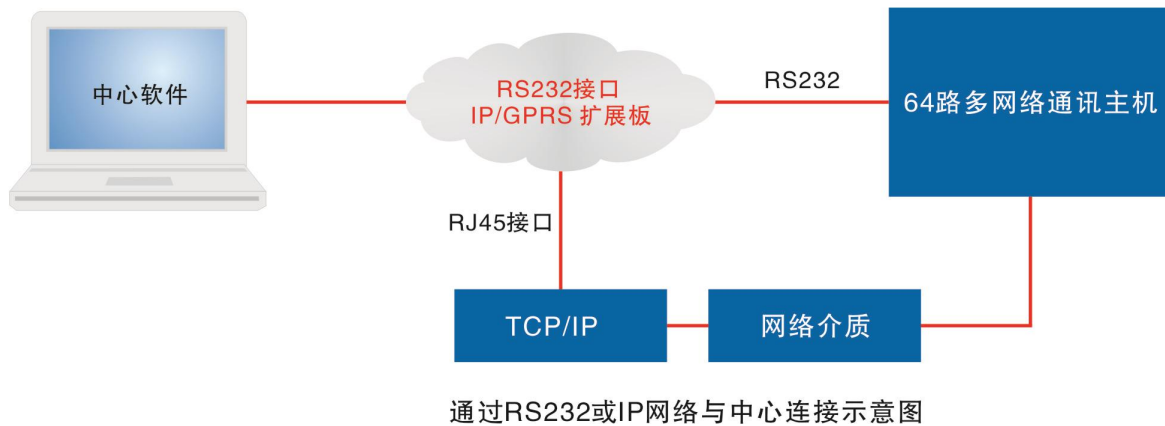 中心软件
RS232接口
IP/GPRS 扩展板
RS232
64路多网络通讯主机
RJ45接口
TCP/IP
网络介质
通过RS232或IP网络与中心连接示意图